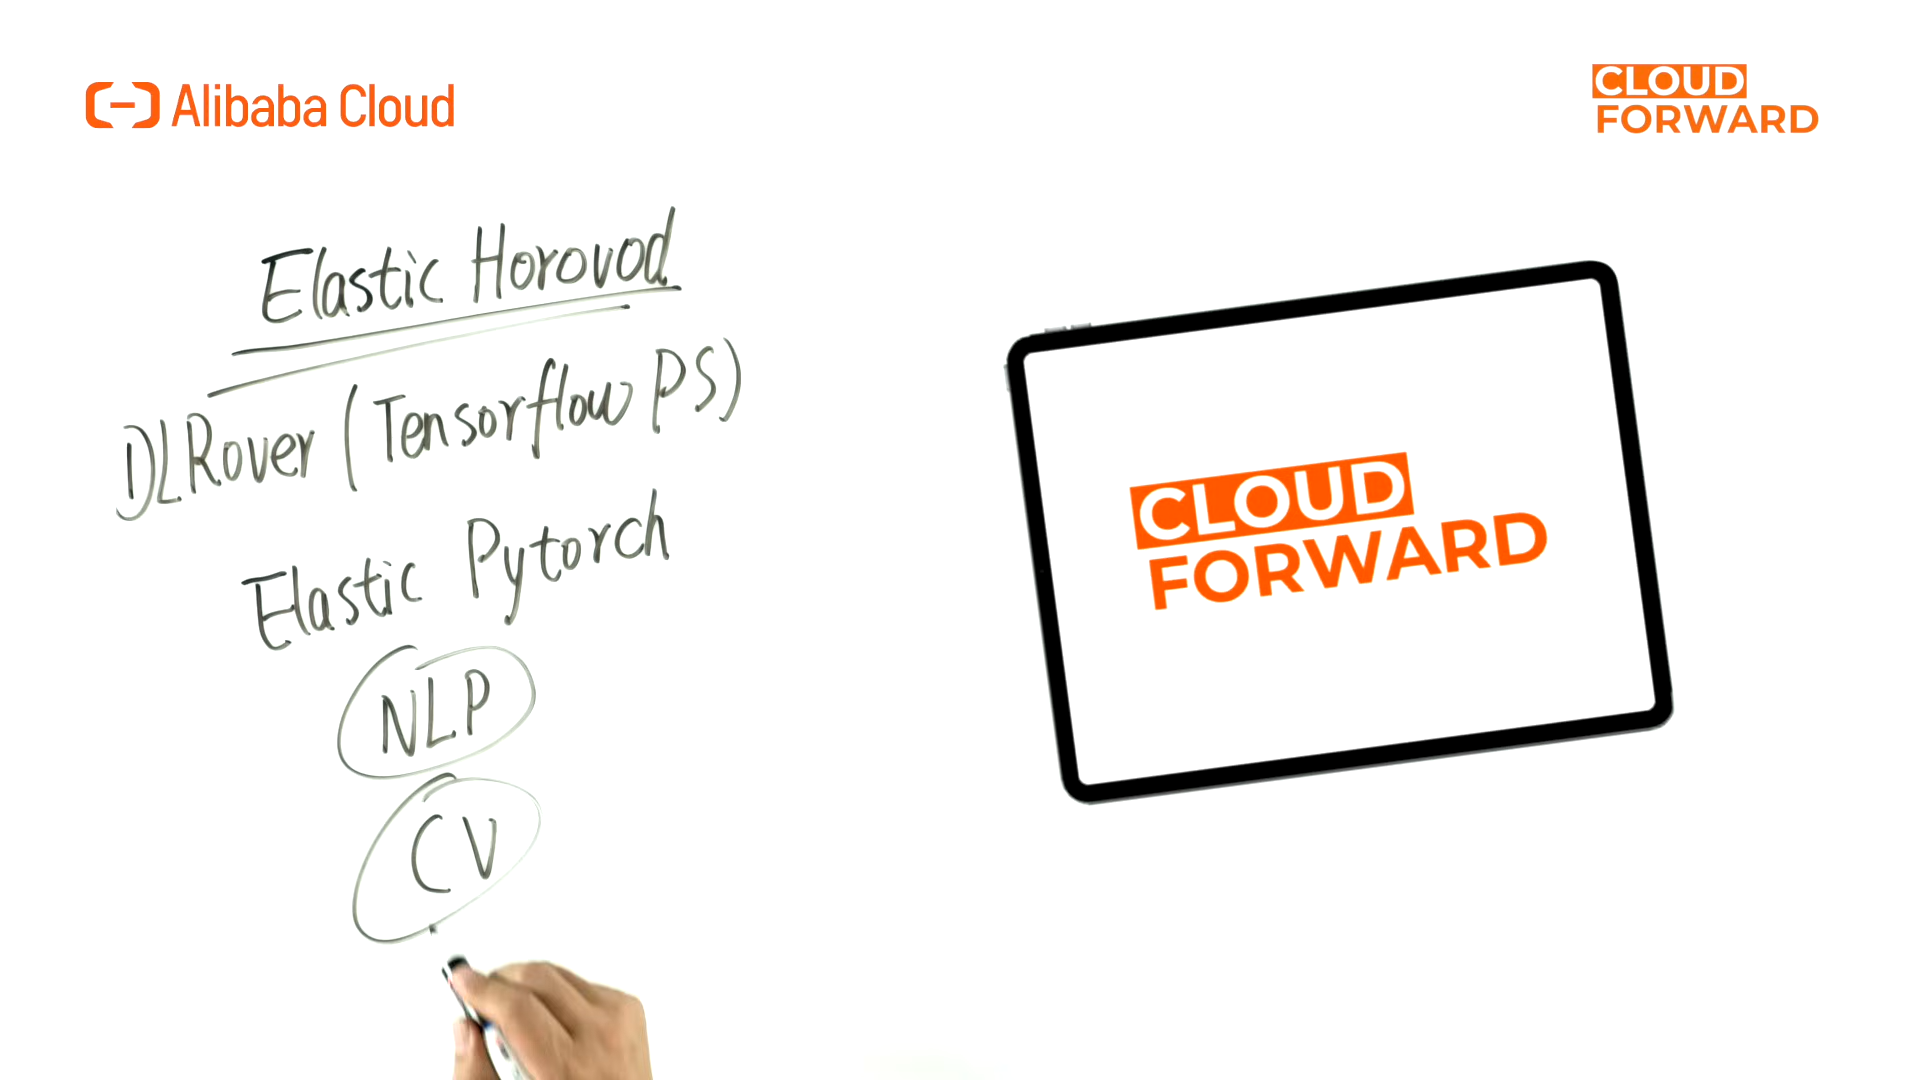 Alibaba Cloud
CLOUD
FORWARD
Elastic Horovod
DLRover (Tensorflow PS)
Elastic Pytorch
NLP
CV
CLOUD
FORWARD